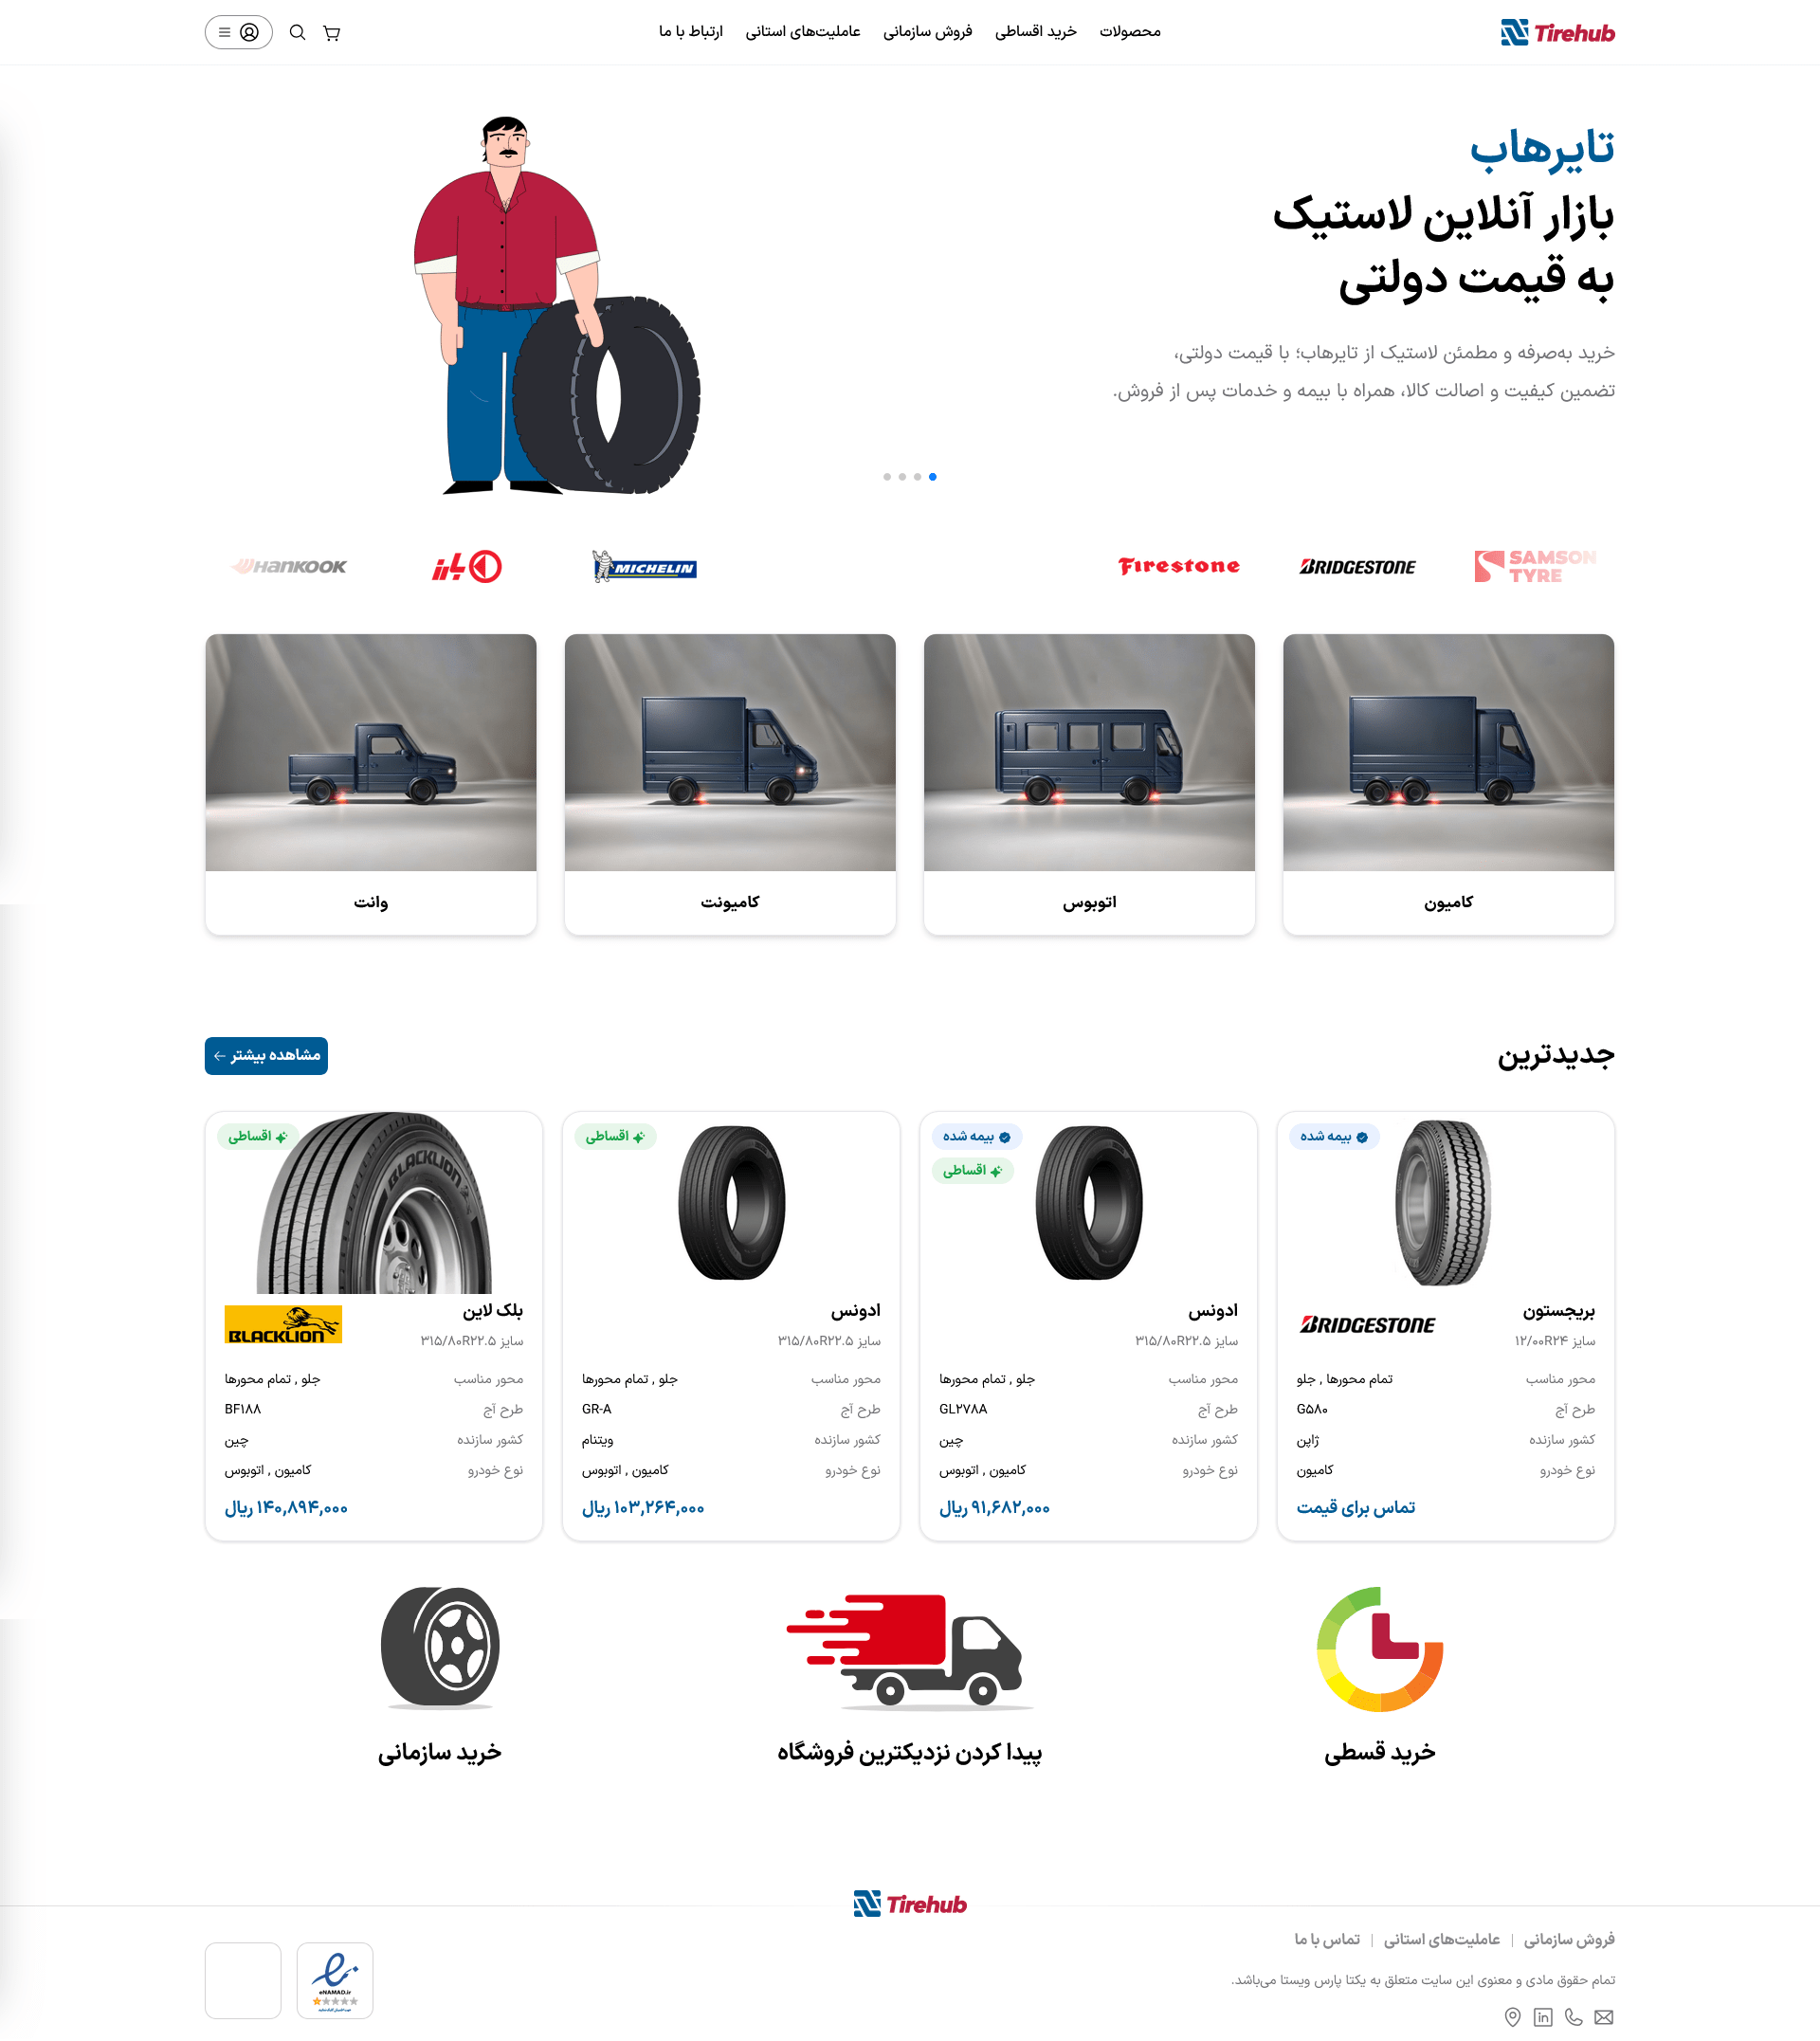 Tirehub
محصولات
خرید اقساطی
فروش سازمانی
عاملیت‌های استانی
ارتباط با ما
تایرهاب
بازار آنلاین لاستیک
به قیمت دولتی
خرید به‌صرفه و مطمئن لاستیک از تایرهاب؛ با قیمت دولتی،
تضمین کیفیت و اصالت کالا، همراه با بیمه و خدمات پس از فروش.
SAMSON
TYRE
BRIDGESTONE
Firestone
MICHELIN
بارز
HANKOOK
کامیون
اتوبوس
کامیونت
وانت
جدیدترین
مشاهده بیشتر
بیمه شده
بریجستون
BRIDGESTONE
سایز ۱۲/۰۰R۲۴
محور مناسب تمام محورها , جلو
طرح آج G۵۸۰
کشور سازنده ژاپن
نوع خودرو کامیون
تماس برای قیمت
بیمه شده
اقساطی
ادونس
سایز ۳۱۵/۸۰R۲۲.۵
محور مناسب جلو , تمام محورها
طرح آج GL۲۷۸A
کشور سازنده چین
نوع خودرو کامیون , اتوبوس
۹۱,۶۸۲,۰۰۰ ریال
اقساطی
ادونس
سایز ۳۱۵/۸۰R۲۲.۵
محور مناسب جلو , تمام محورها
طرح آج GR-A
کشور سازنده ویتنام
نوع خودرو کامیون , اتوبوس
۱۰۳,۲۶۴,۰۰۰ ریال
اقساطی
BLACKLION
بلک لاین
BLACKLION
سایز ۳۱۵/۸۰R۲۲.۵
محور مناسب جلو , تمام محورها
طرح آج BF۱۸۸
کشور سازنده چین
نوع خودرو کامیون , اتوبوس
۱۴۰,۸۹۴,۰۰۰ ریال
خرید قسطی
پیدا کردن نزدیکترین فروشگاه
خرید سازمانی
Tirehub
فروش سازمانی | عاملیت‌های استانی | تماس با ما
تمام حقوق مادی و معنوی این سایت متعلق به یکتا پارس ویستا می‌باشد.
eNAMAD.ir